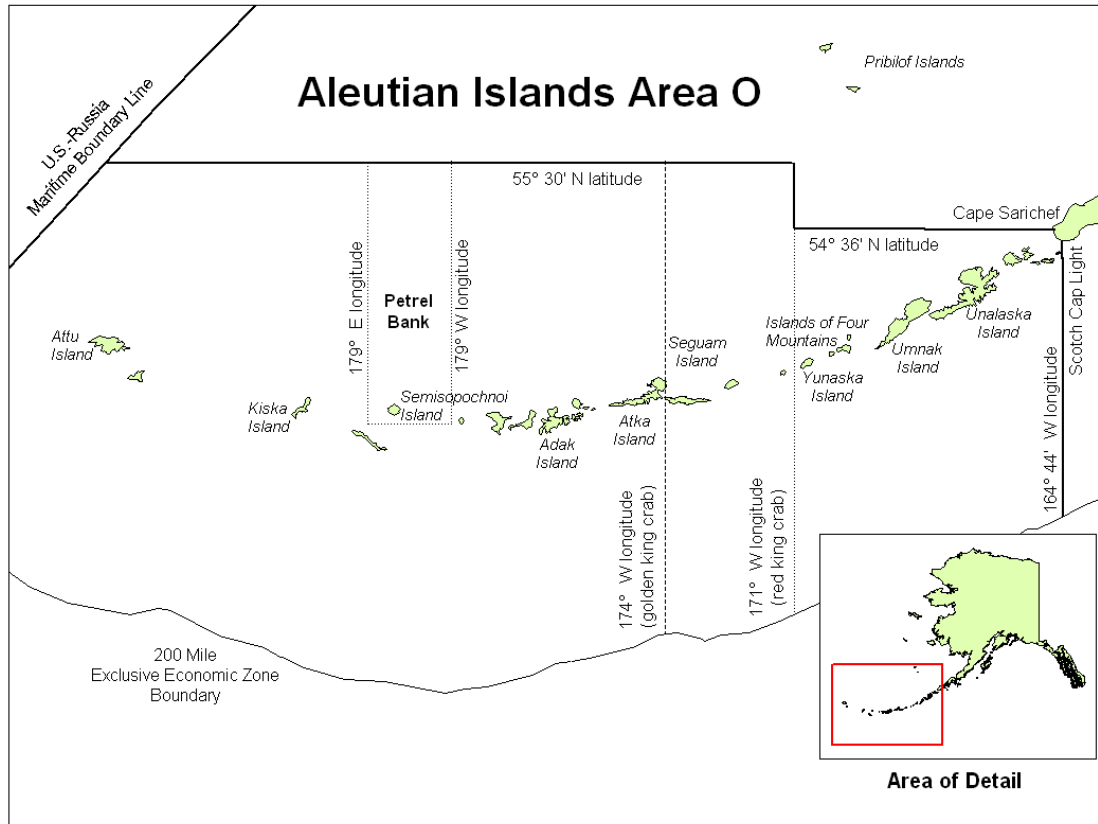 Pribilof Islands
Aleutian Islands Area O
U.S.-Russia
Maritime Boundary Line
55° 30' N latitude
Cape Sarichef
54° 36' N latitude
Scotch Cap Light
179° E longitude
Petrel
Bank
179° W longitude
Attu
Island
Kiska
Island
Semisopochnoi
Island
Adak
Island
Atka
Island
Seguam
Island
Islands of Four
Mountains
Yunaska
Island
Umnak
Island
Unalaska
Island
164° 44' W longitude
174° W longitude
(golden king crab)
171° W longitude
(red king crab)
200 Mile
Exclusive Economic Zone
Boundary
Area of Detail